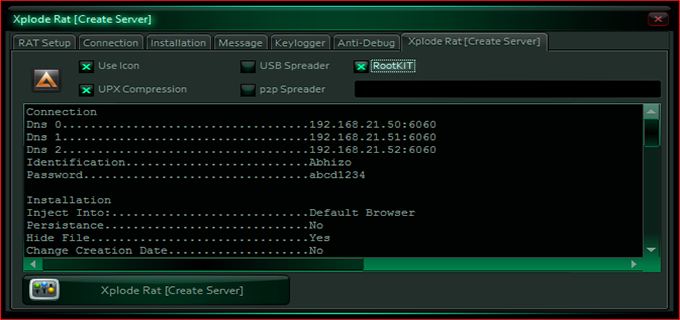 Xplode Rat [Create Server]
RAT Setup Connection Installation Message Keylogger Anti-Debug Xplode Rat [Create Server]
Use Icon USB Spreader RootKIT
UPX Compression p2p Spreader
Connection
Dns 0..................................192.168.21.50:6060
Dns 1..................................192.168.21.51:6060
Dns 2..................................192.168.21.52:6060
Identification.........................Abhizo
Password...............................abcd1234
Installation
Inject Into:...........................Default Browser
Persistance............................No
Hide File..............................Yes
Change Creation Date...................No
Xplode Rat [Create Server]